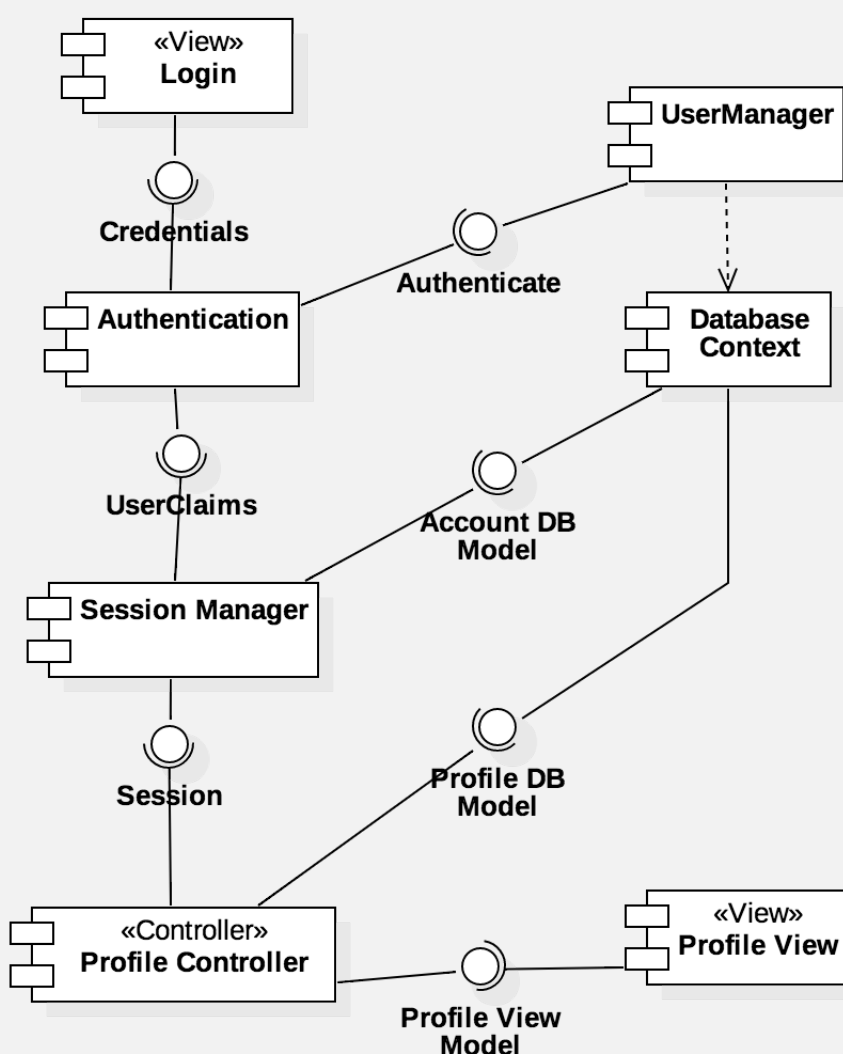 «View»
Login
UserManager
Credentials
Authenticate
Authentication
Database
Context
UserClaims
Account DB
Model
Session Manager
Session
Profile DB
Model
«Controller»
Profile Controller
«View»
Profile View
Profile View
Model